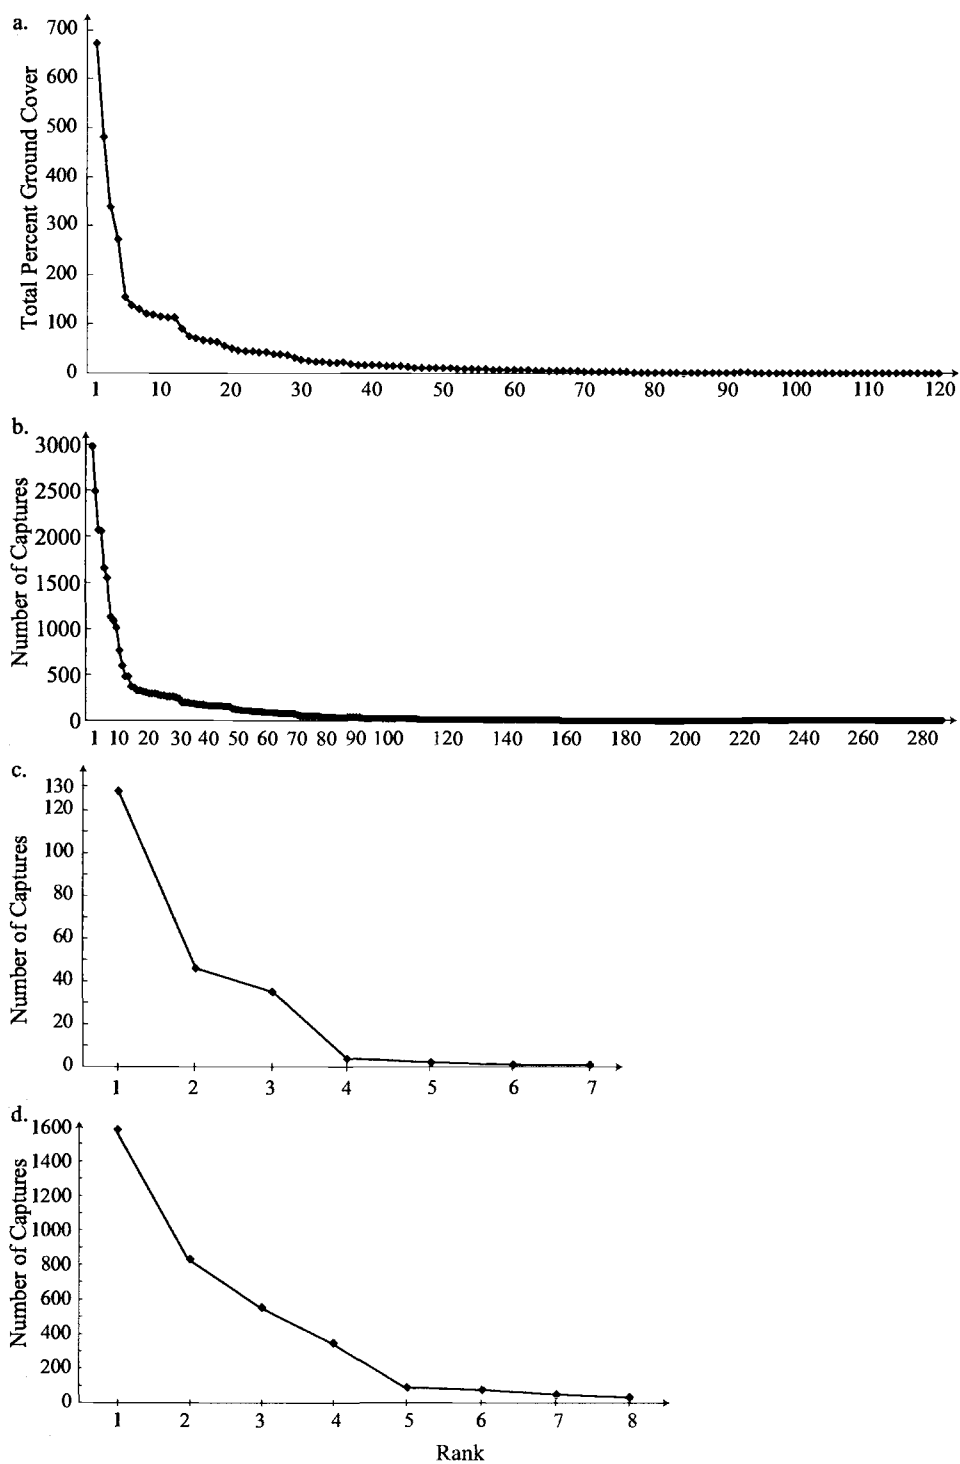 a.
Total Percent Ground Cover
700
600
500
400
300
200
100
0
1 10 20 30 40 50 60 70 80 90 100 110 120
b.
Number of Captures
3000
2500
2000
1500
1000
500
0
1 10 20 30 40 50 60 70 80 90 100 120 140 160 180 200 220 240 260 280
c.
Number of Captures
130
120
100
80
60
40
20
0
1 2 3 4 5 6 7
d.
Number of Captures
1600
1400
1200
1000
800
600
400
200
0
1 2 3 4 5 6 7 8
Rank